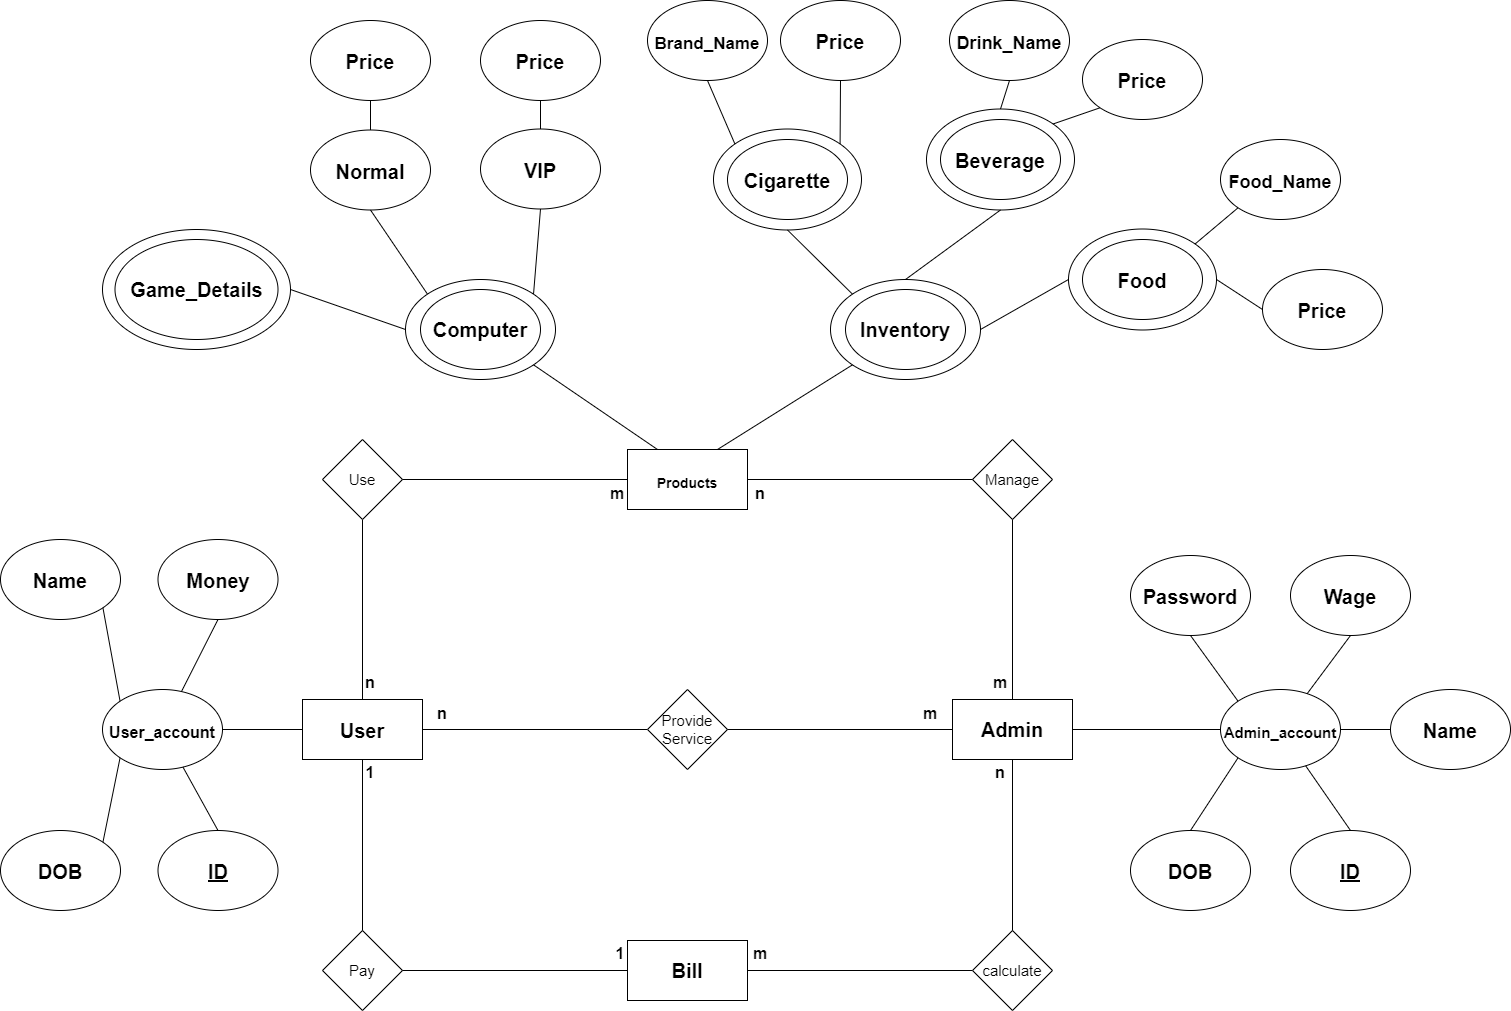 Brand_Name
Price
Drink_Name
Price
Price
Price
Beverage
Normal
VIP
Cigarette
Food_Name
Game_Details
Computer
Inventory
Food
Price
Use
m
Products
n
Manage
Name
Money
Password
Wage
n
m
User_account
User
n
Provide
Service
m
Admin
Admin_account
Name
1
n
DOB
ID
DOB
ID
Pay
1
Bill
m
calculate